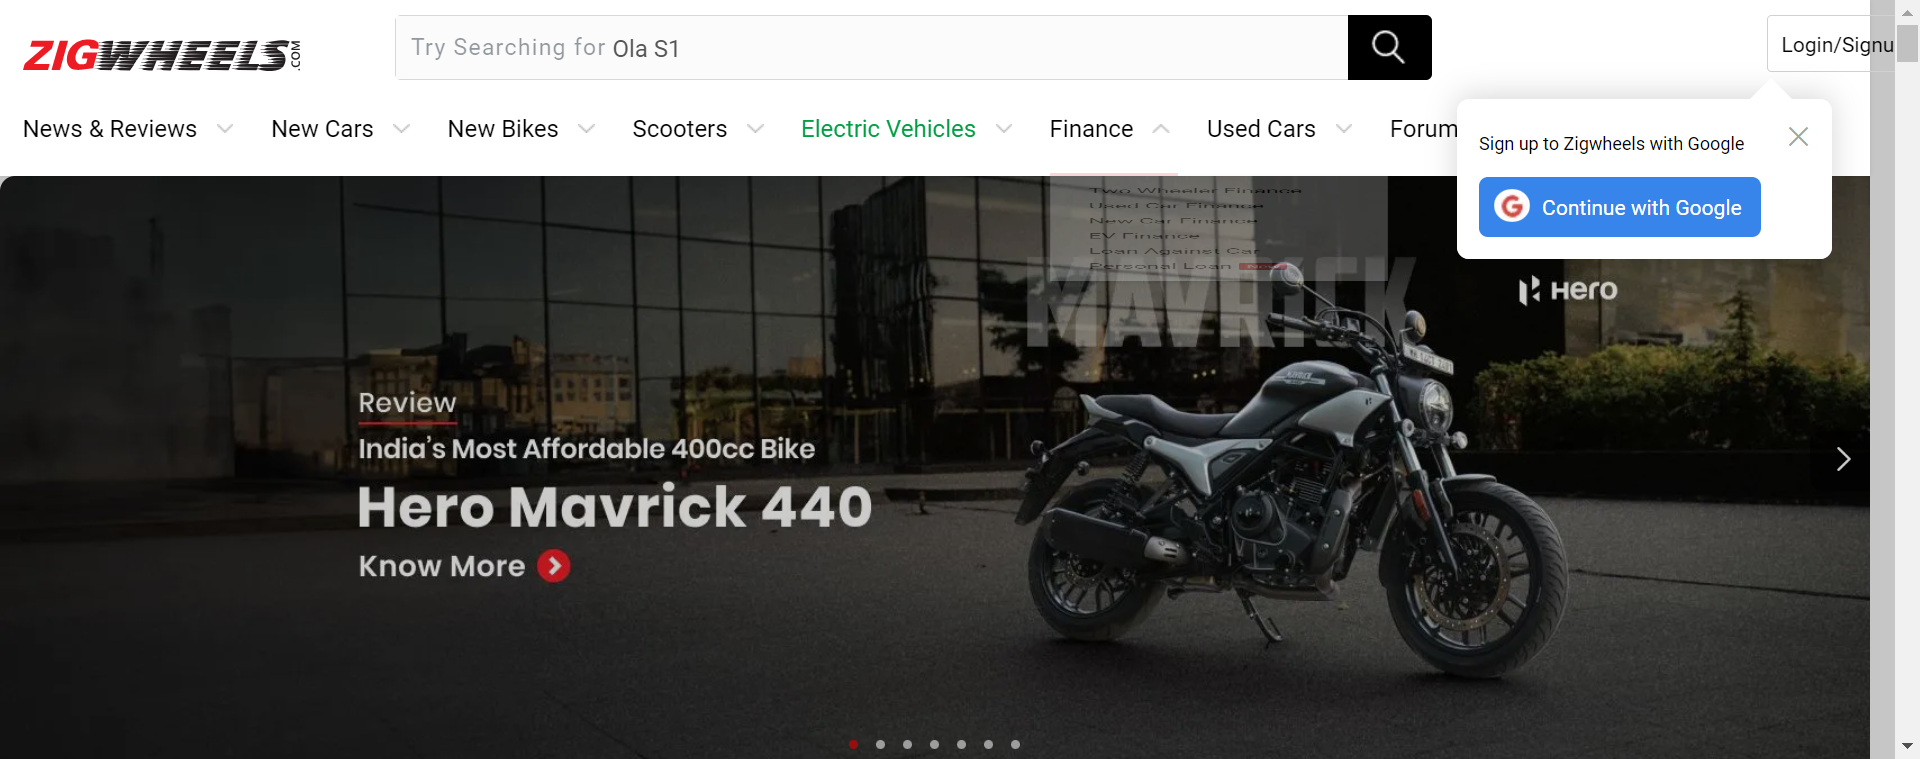 ZIGWHEELS.COM
Try Searching for Ola S1
Login/Signu
News & Reviews
New Cars
New Bikes
Scooters
Electric Vehicles
Finance
Used Cars
Forum
Sign up to Zigwheels with Google
Continue with Google
Two Wheeler Finance
Used Car Finance
New Car Finance
EV Finance
Loan Against Car
Personal Loan
MAVRICK
Hero
Review
India's Most Affordable 400cc Bike
Hero Mavrick 440
Know More